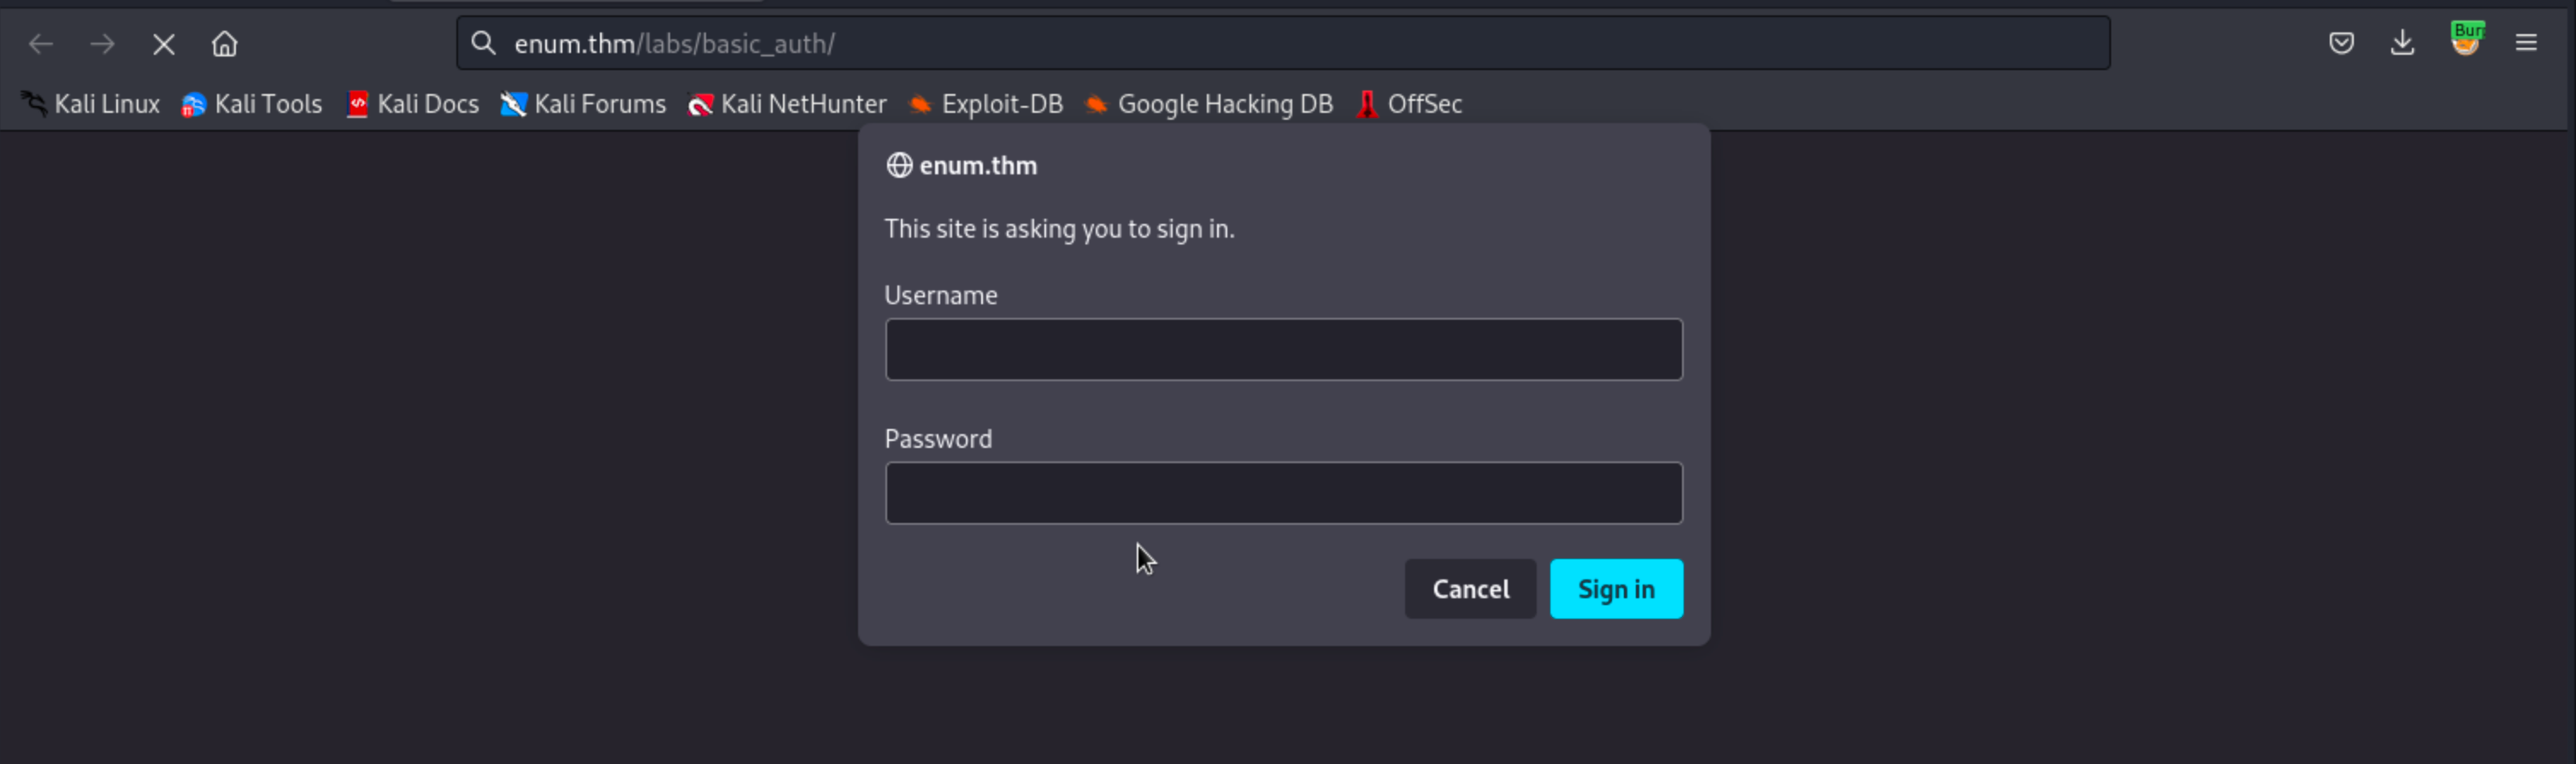 enum.thm/labs/basic_auth/
Bur
Kali Linux Kali Tools Kali Docs Kali Forums Kali NetHunter Exploit-DB Google Hacking DB OffSec
enum.thm
This site is asking you to sign in.
Username
Password
Cancel Sign in